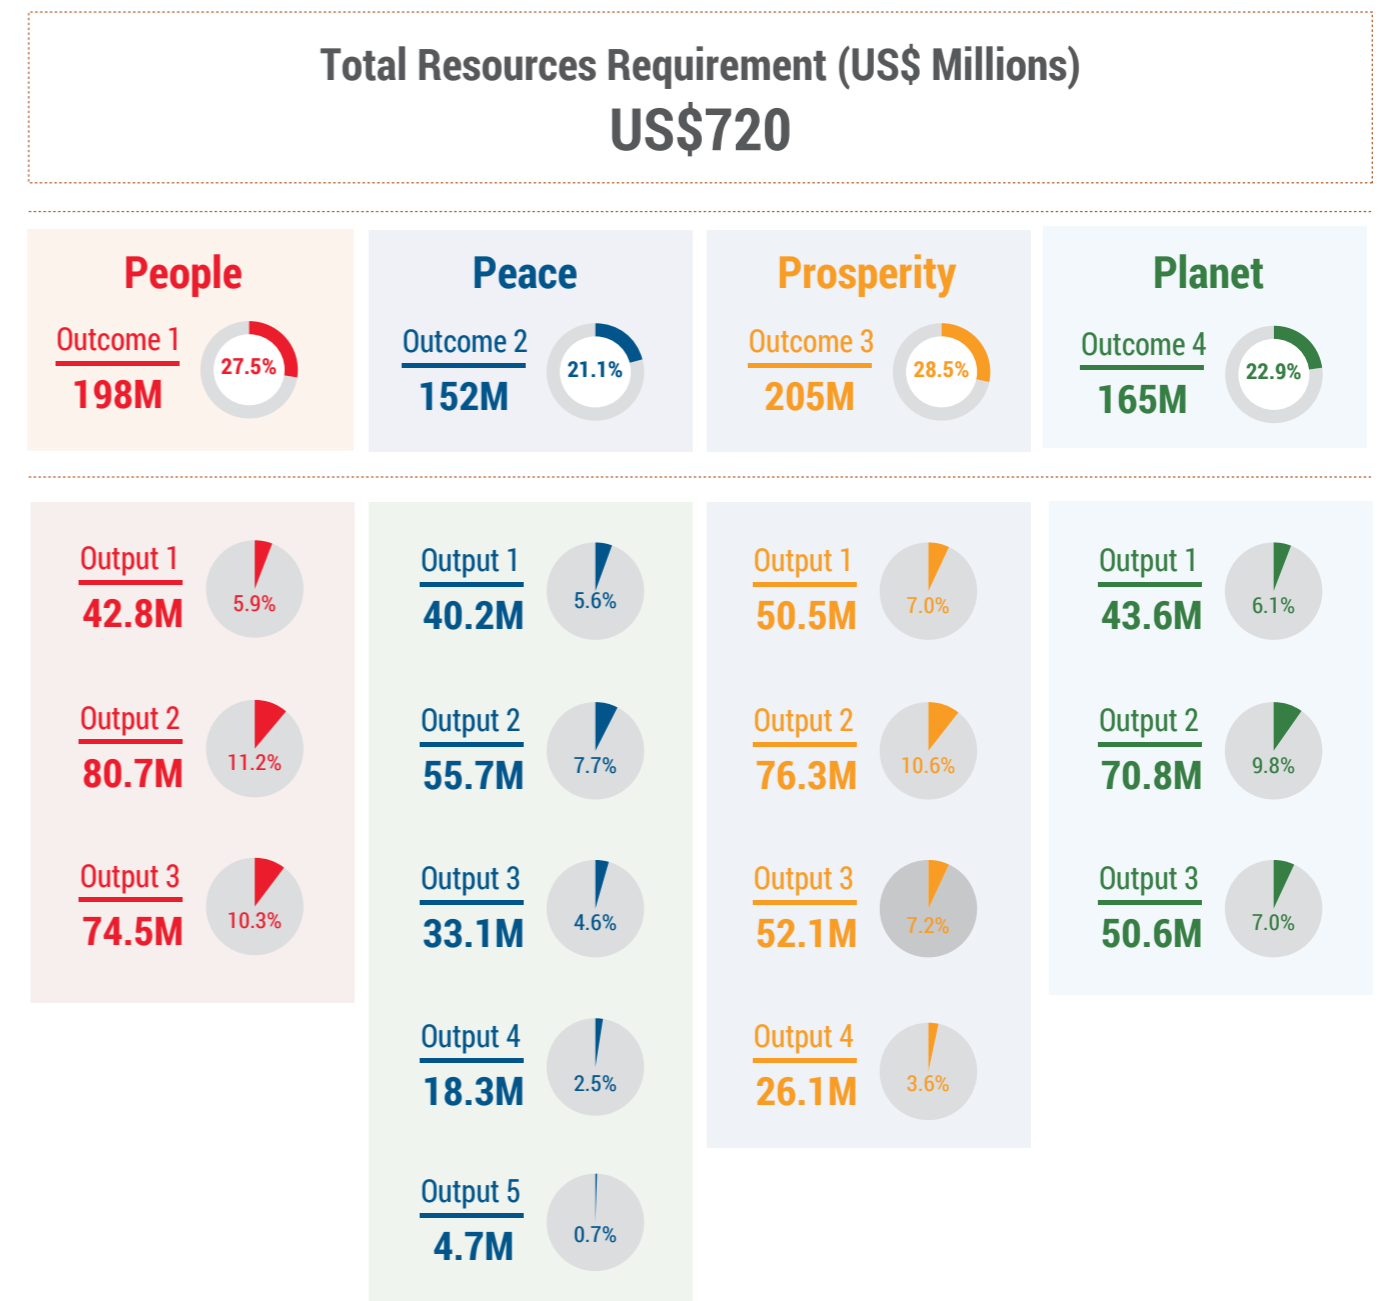 Total Resources Requirement (US$ Millions)
US$720
People
Outcome 1
198M
27.5%
Peace
Outcome 2
152M
21.1%
Prosperity
Outcome 3
205M
28.5%
Planet
Outcome 4
165M
22.9%
Output 1
42.8M
5.9%
Output 2
80.7M
11.2%
Output 3
74.5M
10.3%
Output 1
40.2M
5.6%
Output 2
55.7M
7.7%
Output 3
33.1M
4.6%
Output 4
18.3M
2.5%
Output 5
4.7M
0.7%
Output 1
50.5M
7.0%
Output 2
76.3M
10.6%
Output 3
52.1M
7.2%
Output 4
26.1M
3.6%
Output 1
43.6M
6.1%
Output 2
70.8M
9.8%
Output 3
50.6M
7.0%